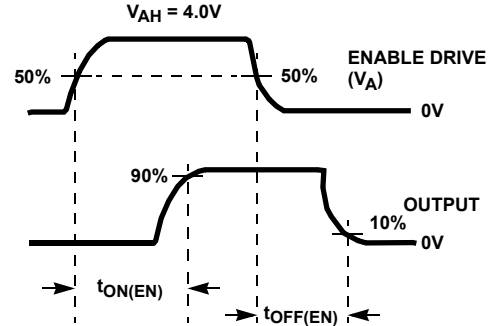 V_AH = 4.0V
50%
50%
ENABLE DRIVE
(V_A)
0V
90%
10%
OUTPUT
0V
t_ON(EN)
t_OFF(EN)